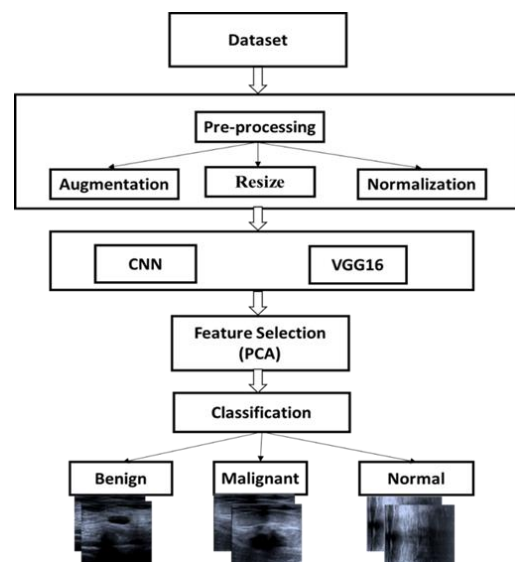 Dataset
Pre-processing
Augmentation
Resize
Normalization
CNN
VGG16
Feature Selection
(PCA)
Classification
Benign
Malignant
Normal